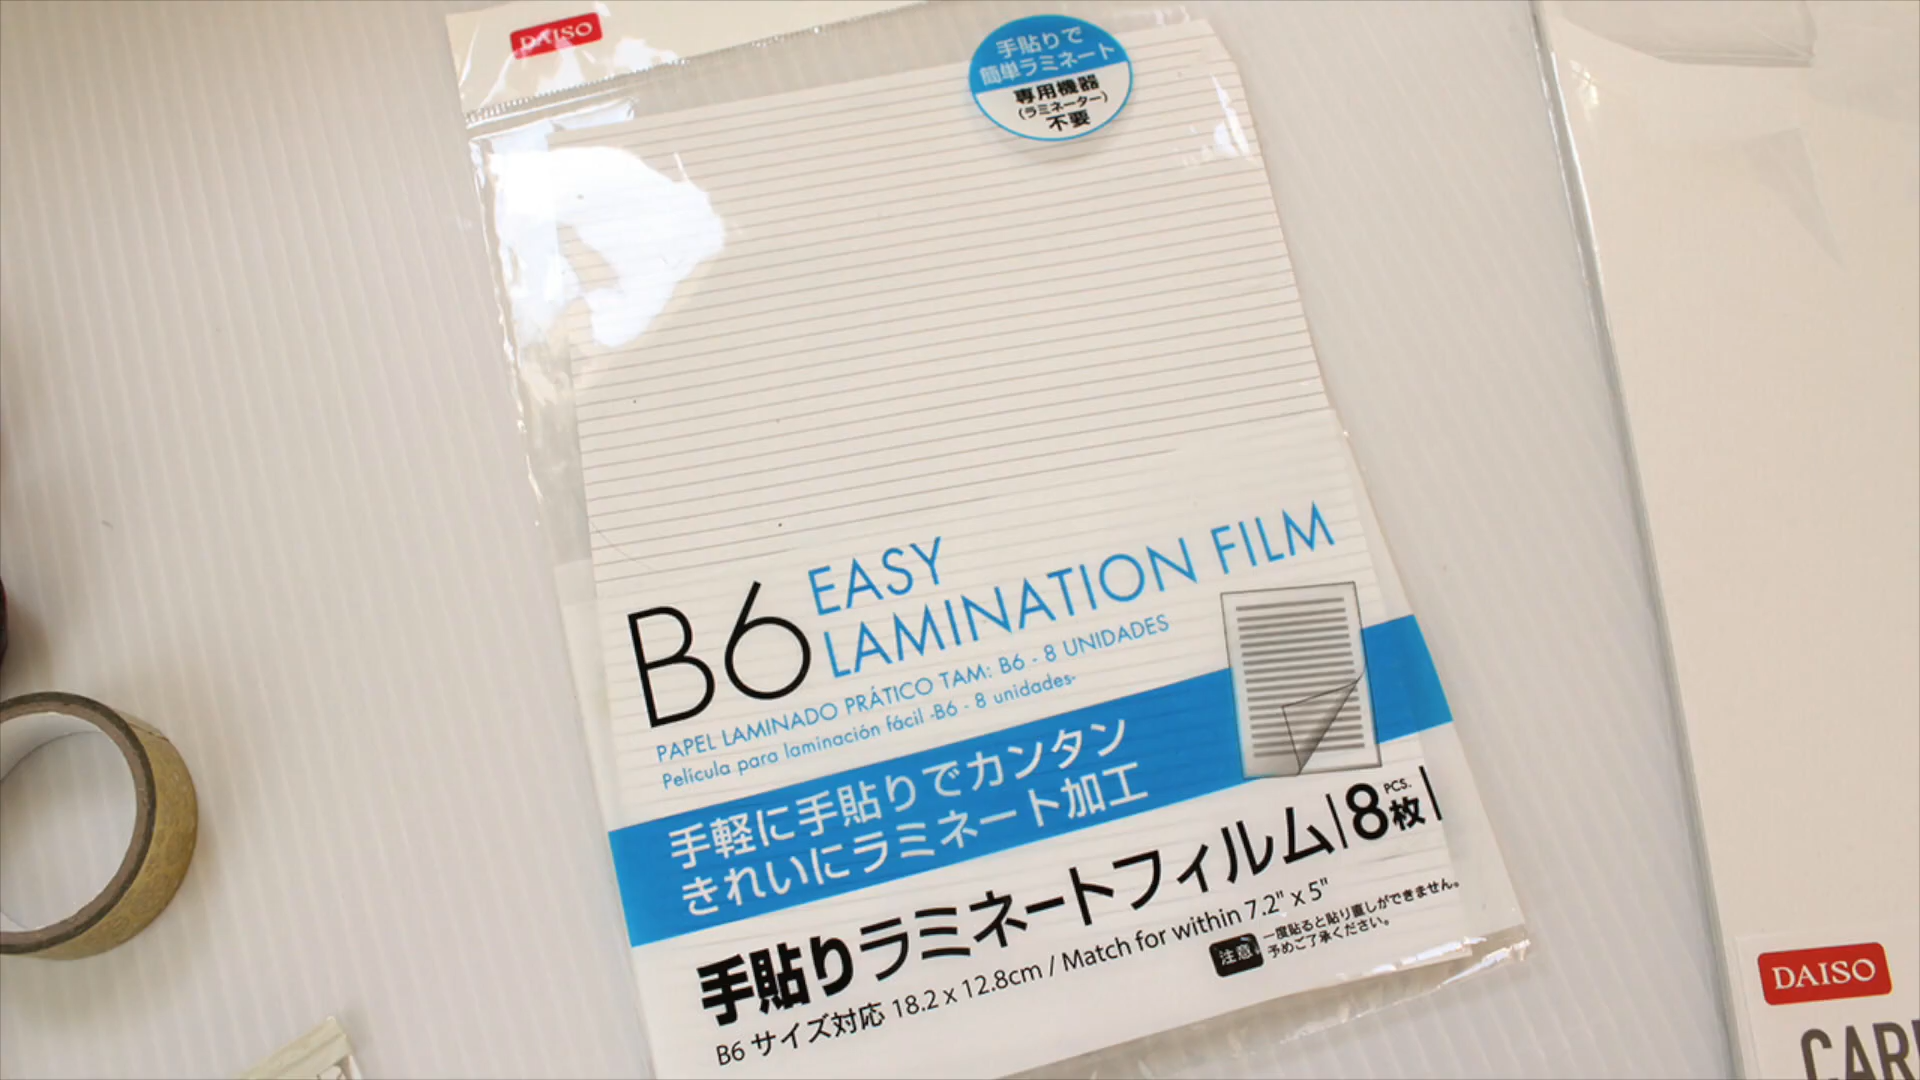 DAISO
手貼りで
簡単ラミネート
専用機器
(ラミネーター)
不要
B6 EASY
LAMINATION FILM
PAPEL LAMINADO PRÁTICO TAM: B6 - 8 UNIDADES
Película para laminación fácil -B6 - 8 unidades-
手軽に手貼りでカンタン
きれいにラミネート加工
手貼りラミネートフィルム 8枚 PCS.
B6 サイズ対応 18.2 x 12.8cm / Match for within 7.2" x 5"
注意 一度貼ると貼り直しができません。
予めご了承ください。
DAISO